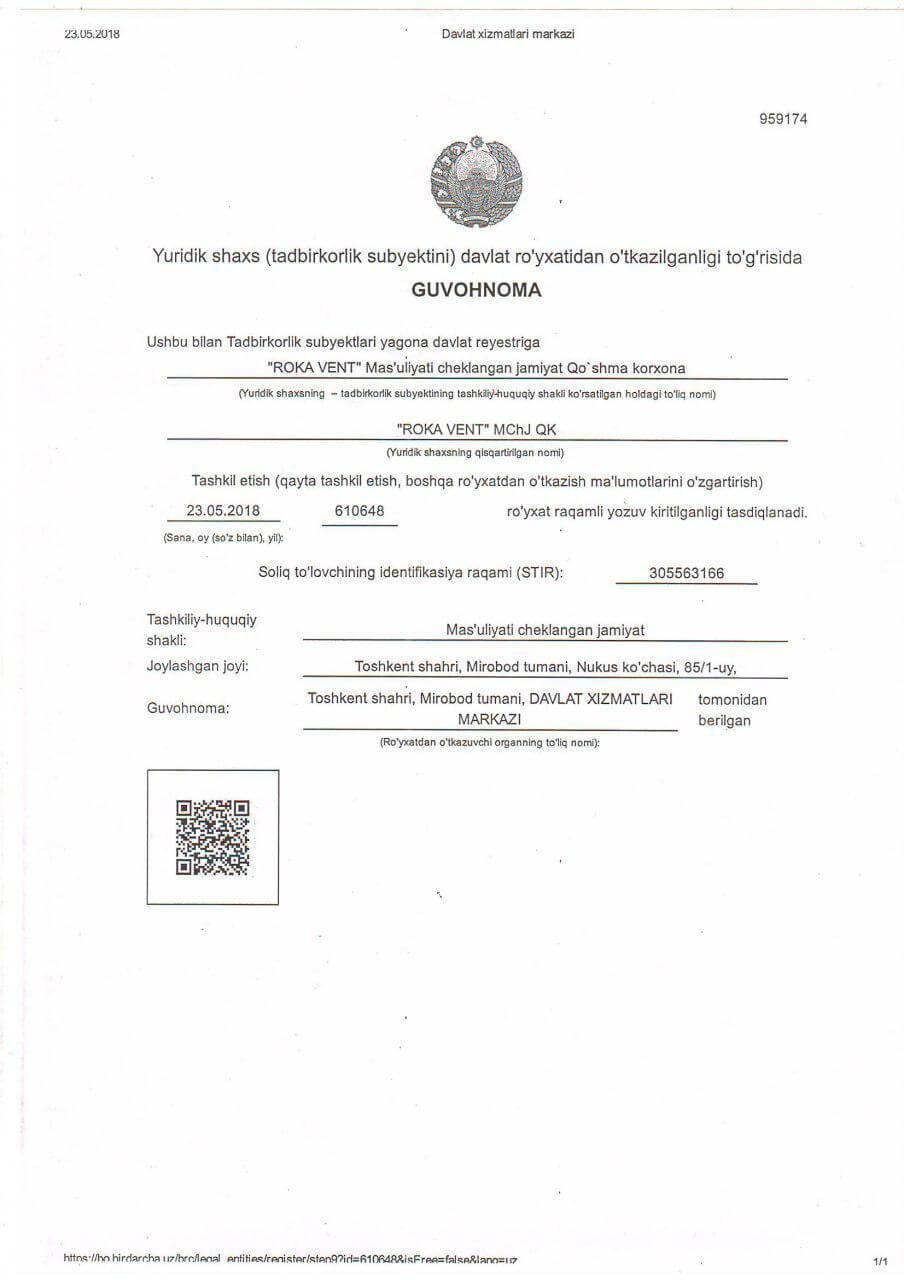 23.05.2018 Davlat xizmatlari markazi
959174
Yuridik shaxs (tadbirkorlik subyektini) davlat ro'yxatidan o'tkazilganligi to'g'risida
GUVOHNOMA
Ushbu bilan Tadbirkorlik subyektlari yagona davlat reyestriga
"ROKA VENT" Mas'uliyati cheklangan jamiyat Qo`shma korxona
(Yuridik shaxsning – tadbirkorlik subyektining tashkiliy-huquqiy shakli ko'rsatilgan holdagi to'liq nomi)
"ROKA VENT" MChJ QK
(Yuridik shaxsning qisqartirilgan nomi)
Tashkil etish (qayta tashkil etish, boshqa ro'yxatdan o'tkazish ma'lumotlarini o'zgartirish)
23.05.2018 610648 ro'yxat raqamli yozuv kiritilganligi tasdiqlanadi.
(Sana, oy (so'z bilan), yil):
Soliq to'lovchining identifikasiya raqami (STIR): 305563166
Tashkiliy-huquqiy
shakli:
Mas'uliyati cheklangan jamiyat
Joylashgan joyi: Toshkent shahri, Mirobod tumani, Nukus ko'chasi, 85/1-uy,
Guvohnoma:
Toshkent shahri, Mirobod tumani, DAVLAT XIZMATLARI
MARKAZI
tomonidan
berilgan
(Ro'yxatdan o'tkazuvchi organning to'liq nomi):
https://bo.birdarcha.uz/brc/legal_entities/register/step9?id=610648&isFree=false&lang=uz 1/1